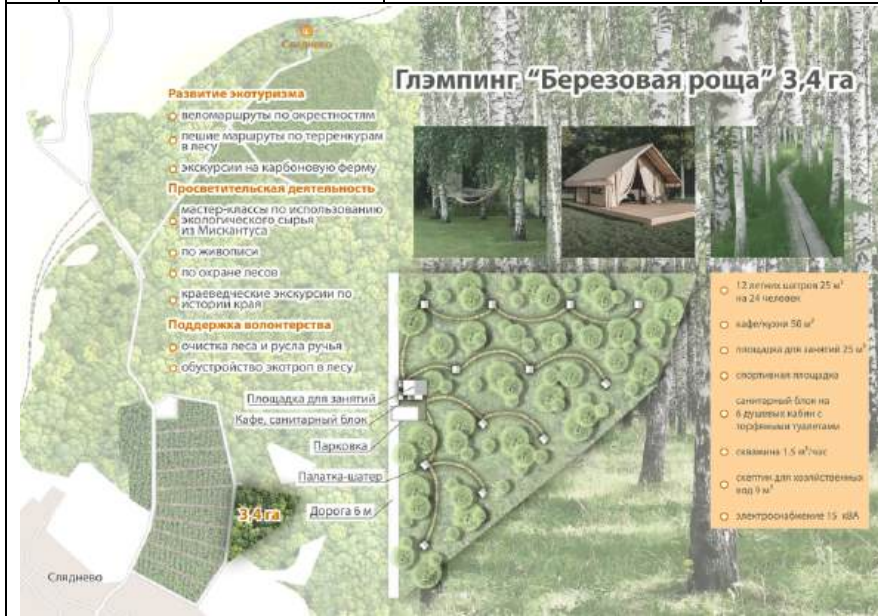 Сляднево
Глэмпинг "Березовая роща" 3,4 га
Развитие экотуризма
веломаршруты по окрестностям
пешие маршруты по терренкурам
в лесу
экскурсии на карбоновую ферму
Просветительская деятельность
мастер-классы по использованию
экологического сырья
из Мискантуса
по живописи
по охране лесов
краеведческие экскурсии по
истории края
Поддержка волонтерства
очистка леса и русла ручья
обустройство экотроп в лесу
Площадка для занятий
Кафе, санитарный блок
Парковка
Палатка-шатер
Дорога 6 м
3,4 га
Сляднево
12 летних шатров 25 м²
на 24 человек
кафе/кухня 50 м²
площадка для занятий 25 м²
спортивная площадка
санитарный блок на
6 душевых кабин с
торфяными туалетами
скважина 1,5 м³/час
септик для хозяйственных
вод 9 м³
электроснабжение 15 кВА